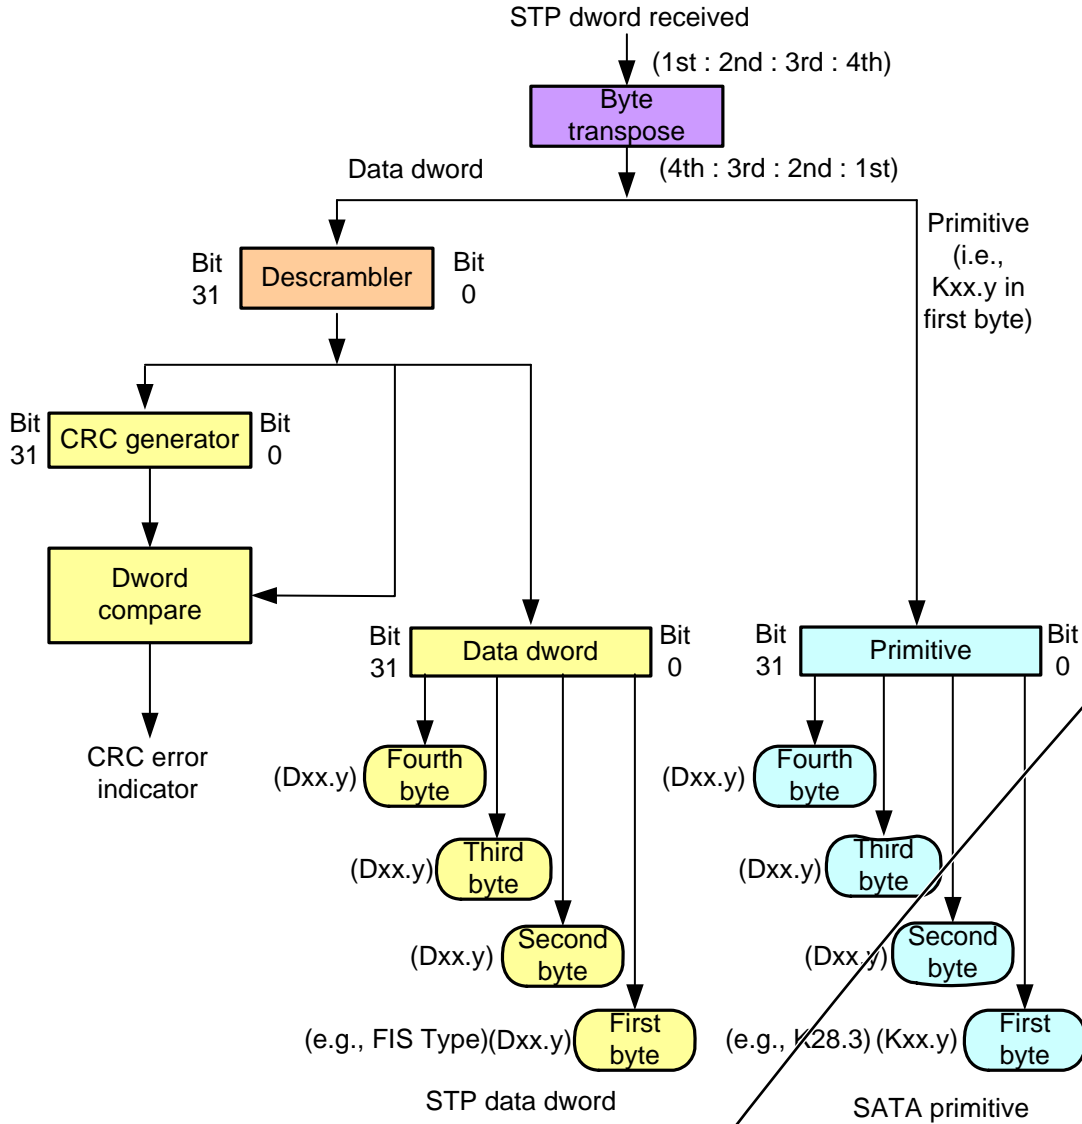 STP dword received
(1st : 2nd : 3rd : 4th)
Byte
transpose
(4th : 3rd : 2nd : 1st)
Data dword
Primitive
(i.e.,
Kxx.y in
first byte)
Bit
31
Descrambler
Bit
0
Bit
31
CRC generator
Bit
0
Dword
compare
CRC error
indicator
Bit
31
Data dword
Bit
0
Bit
31
Primitive
Bit
0
(Dxx.y)
Fourth
byte
(Dxx.y)
Third
byte
(Dxx.y)
Second
byte
(e.g., FIS Type)(Dxx.y)
First
byte
STP data dword
(Dxx.y)
Fourth
byte
(Dxx.y)
Third
byte
(Dxx.y)
Second
byte
(e.g., K28.3) (Kxx.y)
First
byte
SATA primitive